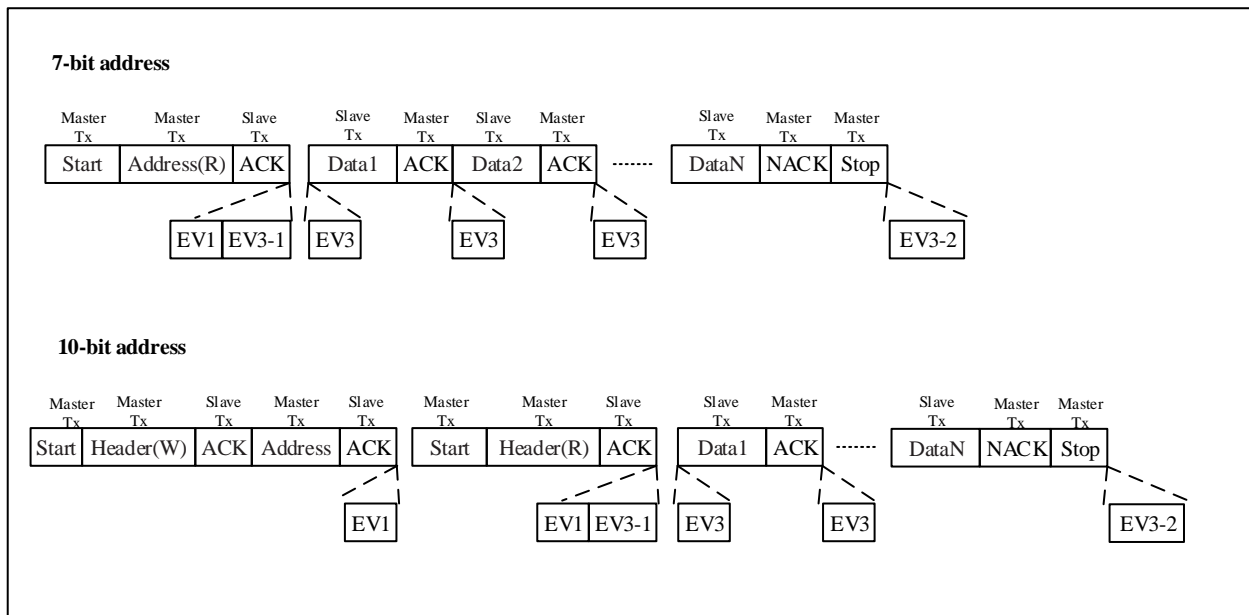 7-bit address
Master Tx Master Tx Slave Tx Slave Tx Master Tx Slave Tx Master Tx Slave Tx Master Tx Master Tx
Start Address(R) ACK Data1 ACK Data2 ACK DataN NACK Stop
EV1 EV3-1 EV3 EV3 EV3 EV3-2
10-bit address
Master Tx Master Tx Slave Tx Master Tx Slave Tx Master Tx Master Tx Slave Tx Slave Tx Master Tx Slave Tx Master Tx Master Tx
Start Header(W) ACK Address ACK Start Header(R) ACK Data1 ACK DataN NACK Stop
EV1 EV1 EV3-1 EV3 EV3 EV3-2